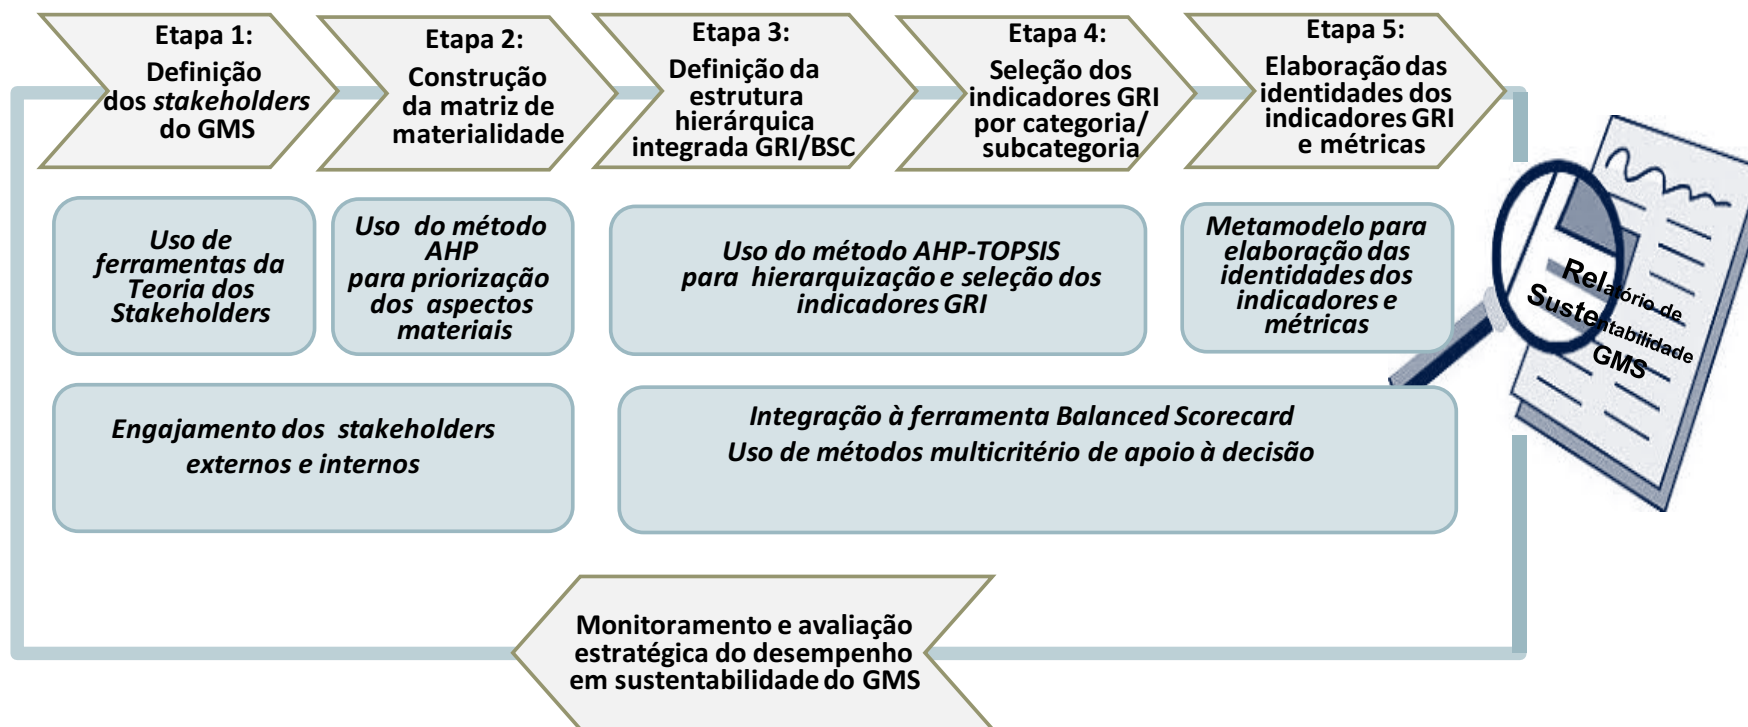 Etapa 1:
Definição
dos stakeholders
do GMS
Etapa 2:
Construção
da matriz de
materialidade
Etapa 3:
Definição da
estrutura
hierárquica
integrada GRI/BSC
Etapa 4:
Seleção dos
indicadores GRI
por categoria/
subcategoria
Etapa 5:
Elaboração das
identidades dos
indicadores GRI
e métricas
Uso de
ferramentas da
Teoria dos
Stakeholders
Uso do método
AHP
para priorização
dos aspectos
materiais
Uso do método AHP-TOPSIS
para hierarquização e seleção dos
indicadores GRI
Metamodelo para
elaboração das
identidades dos
indicadores e
métricas
Relatório de
Sustentabilidade
GMS
Engajamento dos stakeholders
externos e internos
Integração à ferramenta Balanced Scorecard
Uso de métodos multicritério de apoio à decisão
Monitoramento e avaliação
estratégica do desempenho
em sustentabilidade do GMS